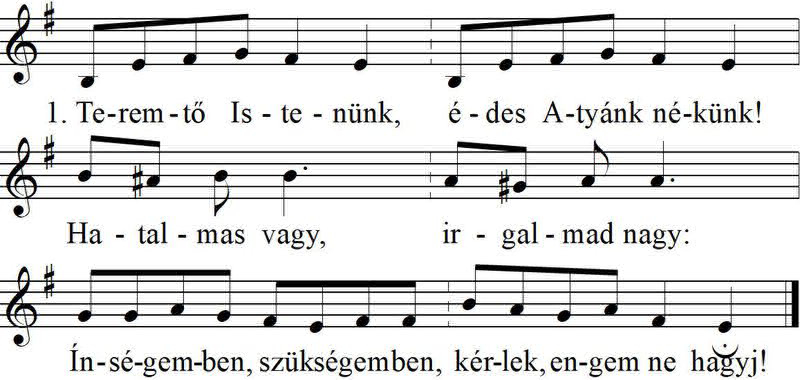 1. Te-rem-tő Is-te-nünk, é-des A-tyánk né-künk!
Ha-tal-mas vagy, ir-gal-mad nagy:
Ín-sé-gem-ben, szükségemben, kér-lek, en-gem ne hagyj!